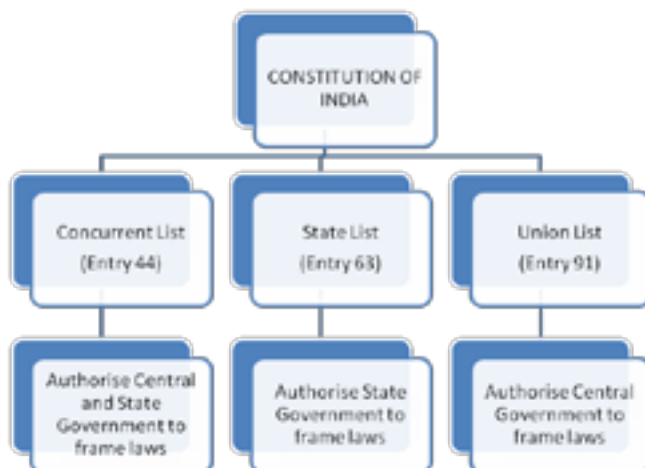 CONSTITUTION OF
INDIA
Concurrent List
(Entry 44)
State List
(Entry 63)
Union List
(Entry 91)
Authorise Central
and State
Government to
frame laws
Authorise State
Government to
frame laws
Authorise Central
Government to
frame laws